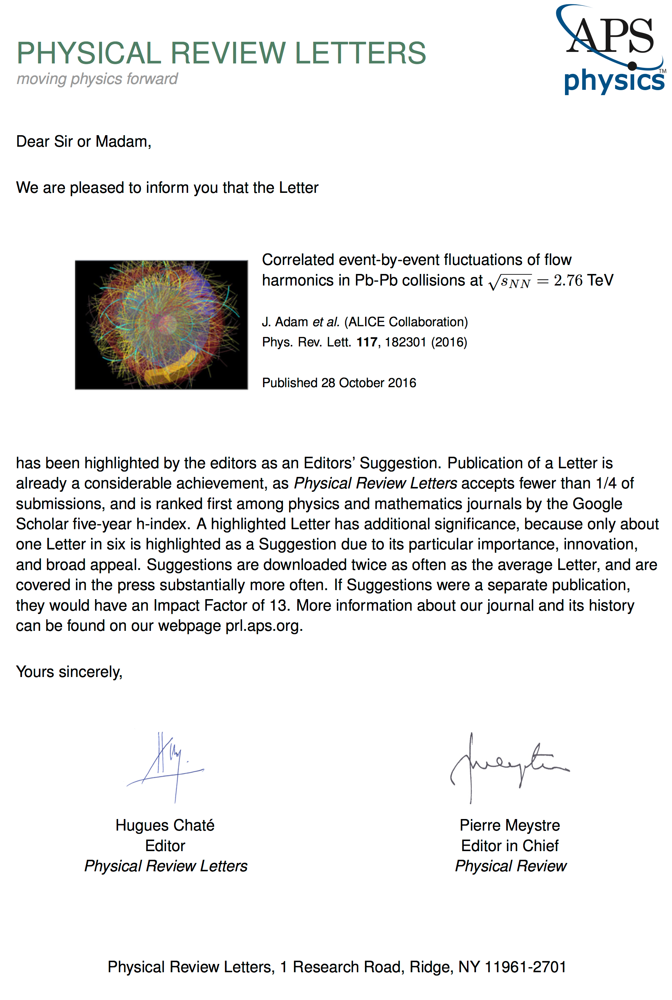 APS
physics™
PHYSICAL REVIEW LETTERS
moving physics forward
Dear Sir or Madam,
We are pleased to inform you that the Letter
Correlated event-by-event fluctuations of flow
harmonics in Pb-Pb collisions at √sNN = 2.76 TeV
J. Adam et al. (ALICE Collaboration)
Phys. Rev. Lett. 117, 182301 (2016)
Published 28 October 2016
has been highlighted by the editors as an Editors’ Suggestion. Publication of a Letter is
already a considerable achievement, as Physical Review Letters accepts fewer than 1/4 of
submissions, and is ranked first among physics and mathematics journals by the Google
Scholar five-year h-index. A highlighted Letter has additional significance, because only about
one Letter in six is highlighted as a Suggestion due to its particular importance, innovation,
and broad appeal. Suggestions are downloaded twice as often as the average Letter, and are
covered in the press substantially more often. If Suggestions were a separate publication,
they would have an Impact Factor of 13. More information about our journal and its history
can be found on our webpage prl.aps.org.
Yours sincerely,
Hugues Chaté
Editor
Physical Review Letters
Pierre Meystre
Editor in Chief
Physical Review
Physical Review Letters, 1 Research Road, Ridge, NY 11961-2701